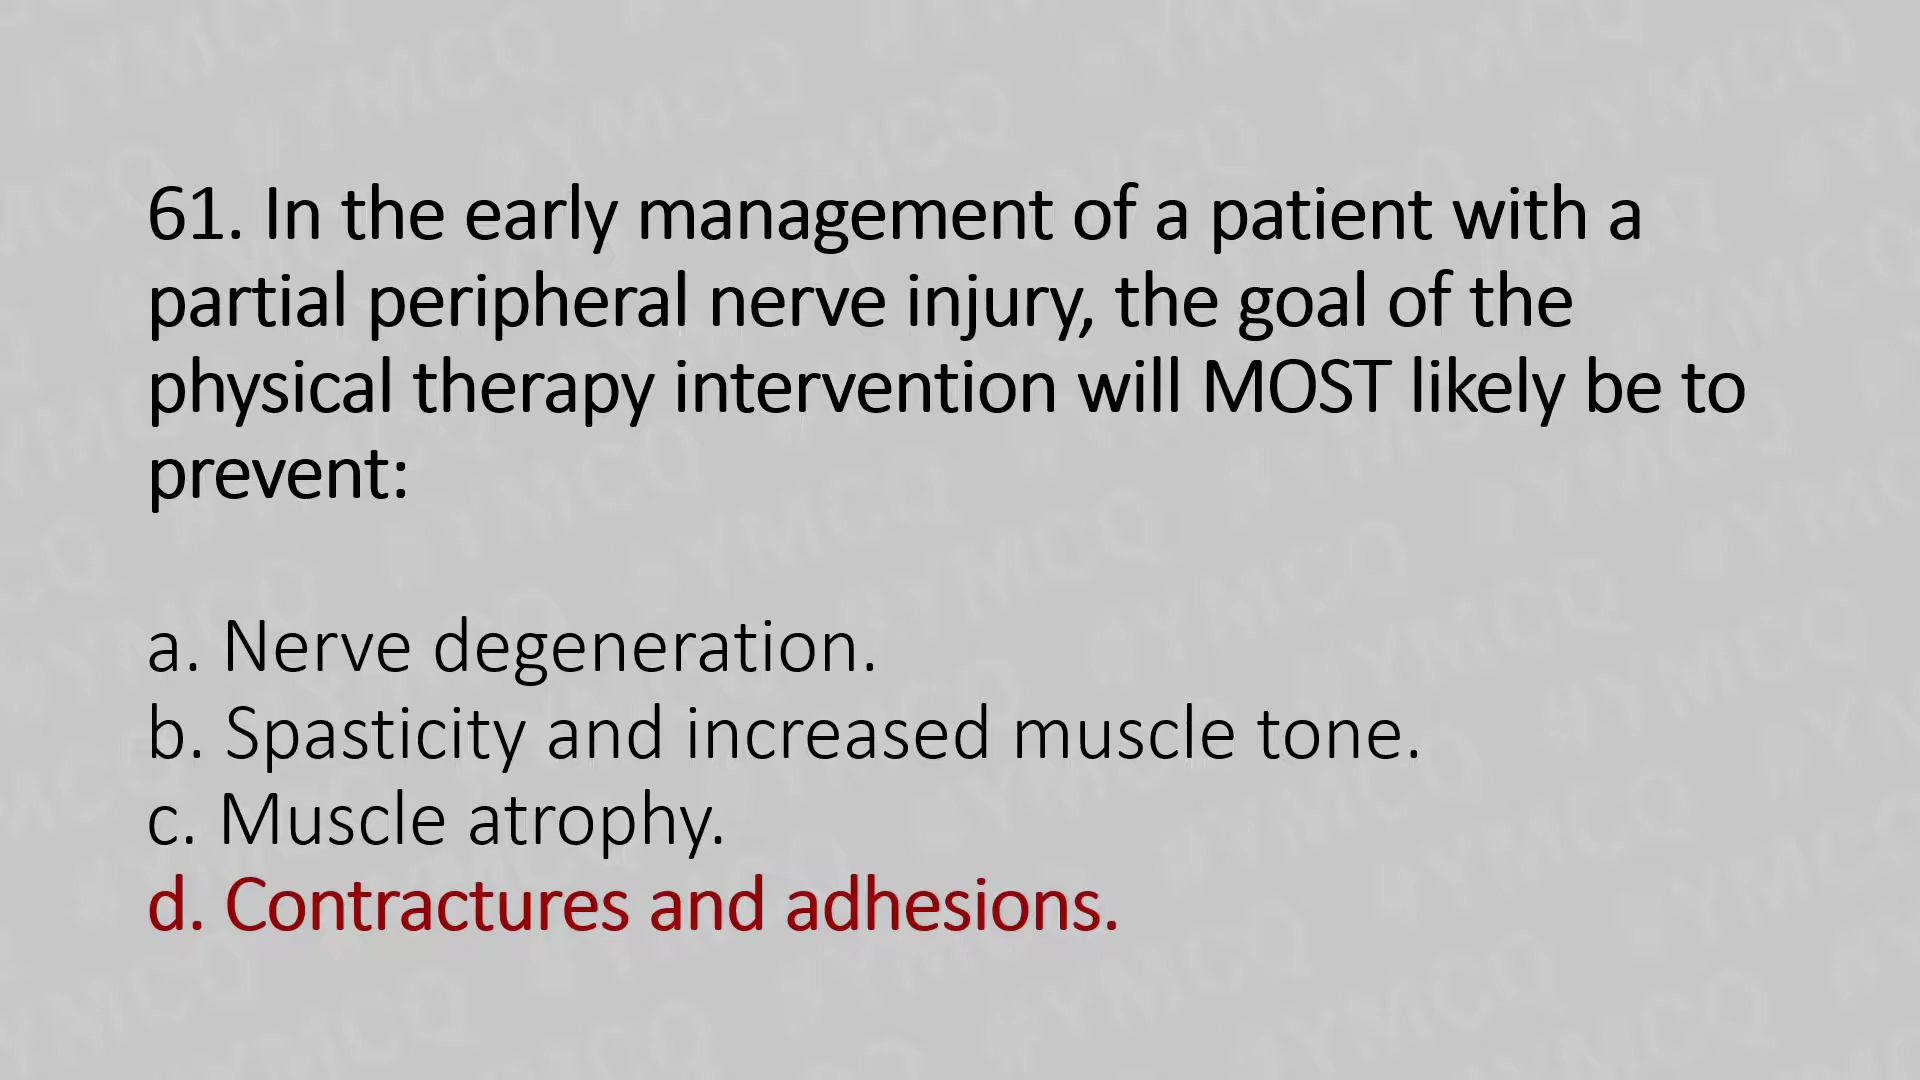 61. In the early management of a patient with a
partial peripheral nerve injury, the goal of the
physical therapy intervention will MOST likely be to
prevent:
a. Nerve degeneration.
b. Spasticity and increased muscle tone.
c. Muscle atrophy.
d. Contractures and adhesions.